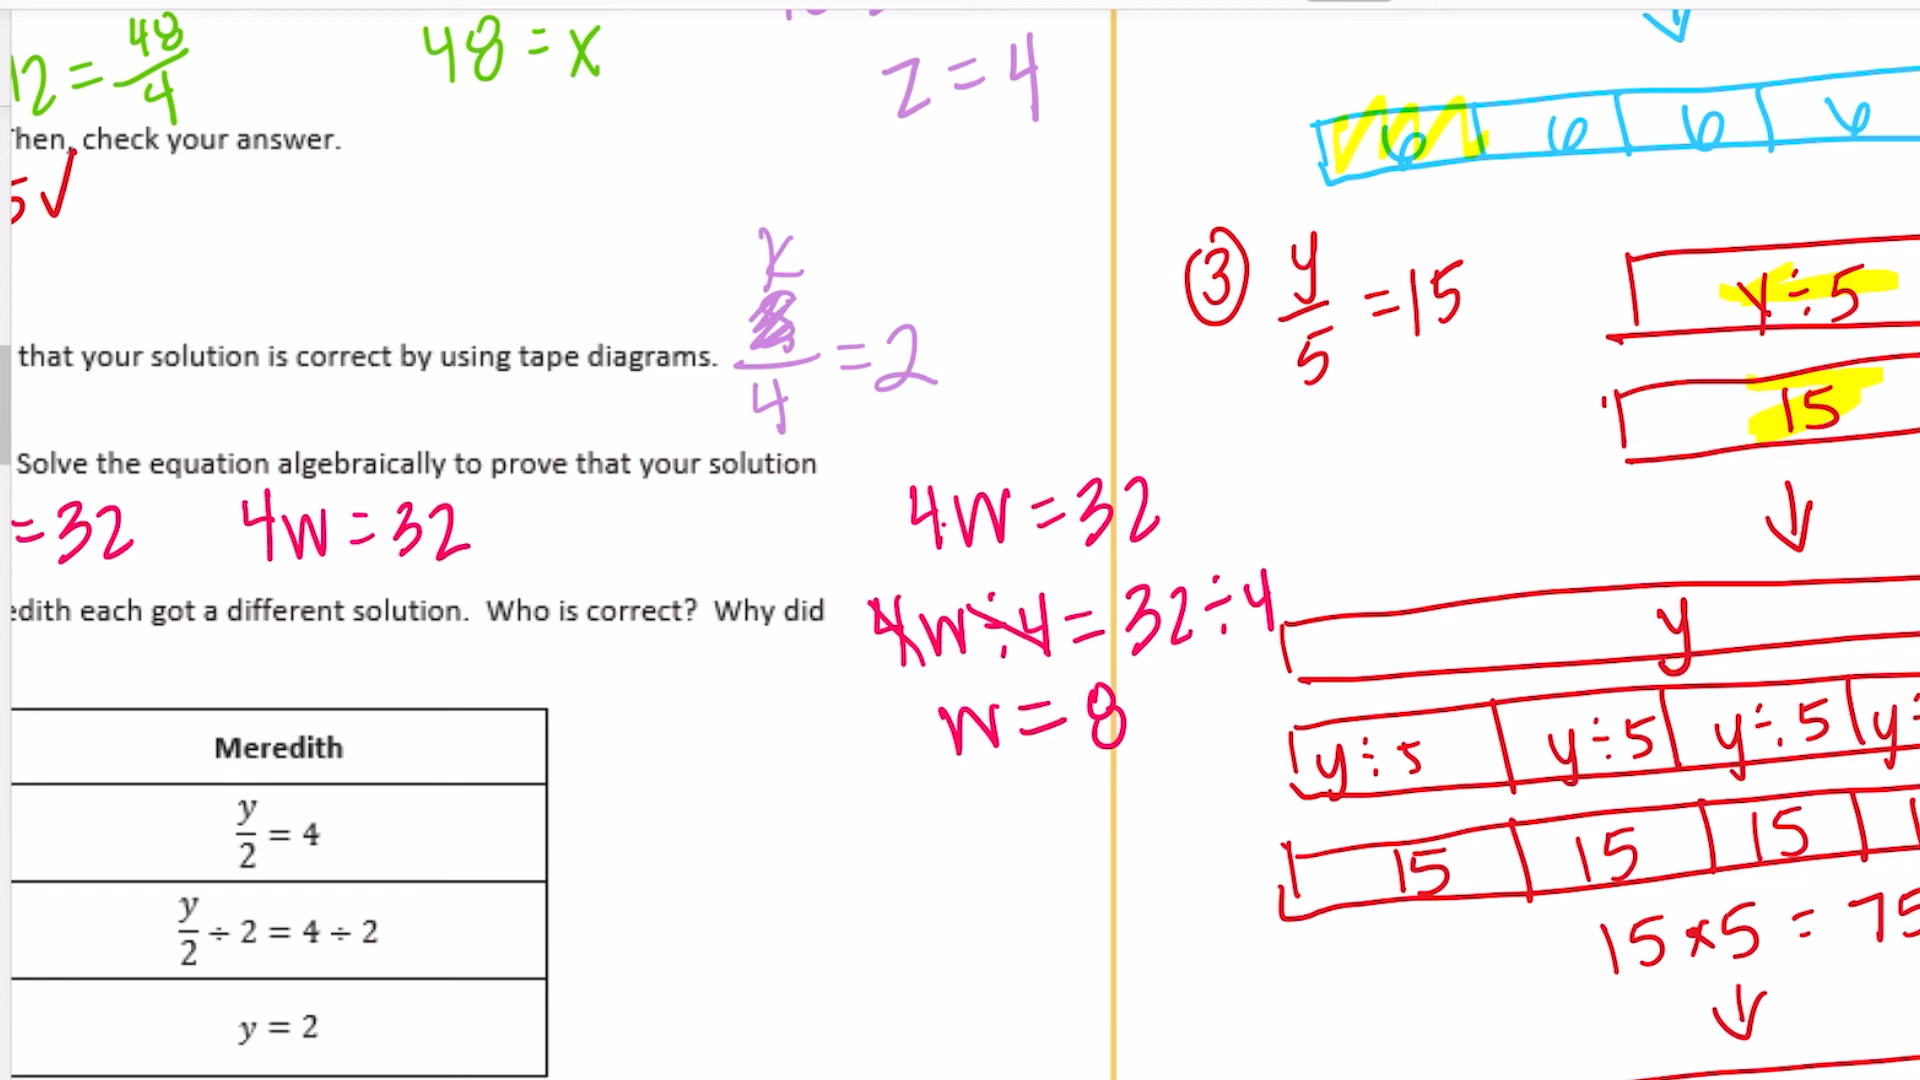 12 = 48/4
48 = x
z = 4
Then, check your answer.
5✓
that your solution is correct by using tape diagrams.
k/4 = 2
Solve the equation algebraically to prove that your solution
= 32
4w = 32
edith each got a different solution. Who is correct? Why did
4·w = 32
4w ÷ 4 = 32 ÷ 4
w = 8
Meredith
y/2 = 4
y/2 ÷ 2 = 4 ÷ 2
y = 2
6 6 6 6
③ y/5 = 15
y ÷ 5
15
y
y ÷ 5 y ÷ 5 y ÷ 5 y ÷
15 15 15 1
15 × 5 = 75